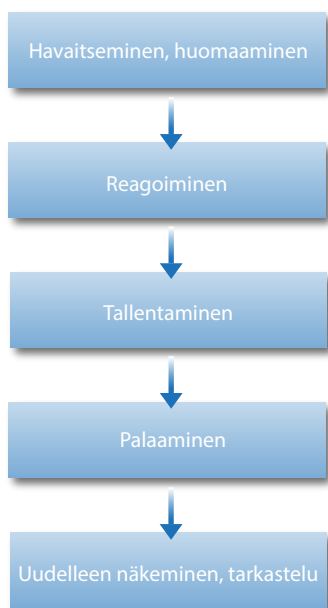 Havaitseminen, huomaaminen
Reagoiminen
Tallentaminen
Palaaminen
Uudelleen näkeminen, tarkastelu